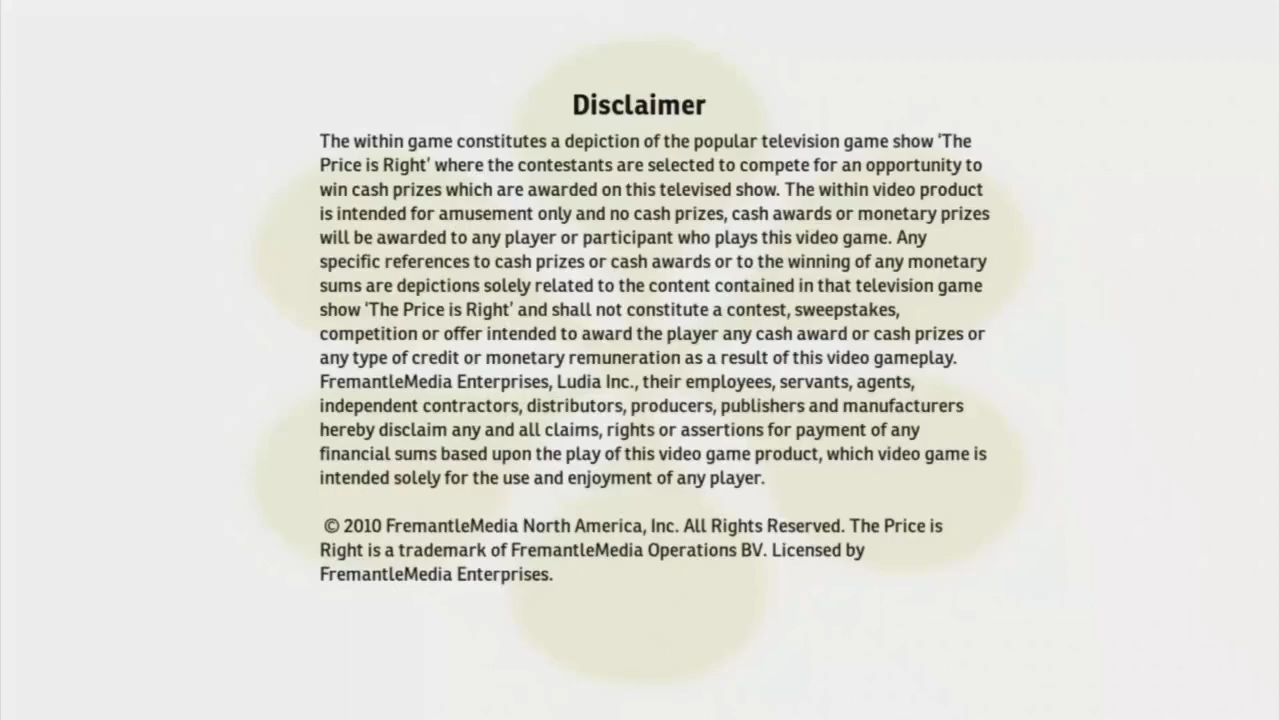 Disclaimer
The within game constitutes a depiction of the popular television game show 'The
Price is Right' where the contestants are selected to compete for an opportunity to
win cash prizes which are awarded on this televised show. The within video product
is intended for amusement only and no cash prizes, cash awards or monetary prizes
will be awarded to any player or participant who plays this video game. Any
specific references to cash prizes or cash awards or to the winning of any monetary
sums are depictions solely related to the content contained in that television game
show 'The Price is Right' and shall not constitute a contest, sweepstakes,
competition or offer intended to award the player any cash award or cash prizes or
any type of credit or monetary remuneration as a result of this video gameplay.
FremantleMedia Enterprises, Ludia Inc., their employees, servants, agents,
independent contractors, distributors, producers, publishers and manufacturers
hereby disclaim any and all claims, rights or assertions for payment of any
financial sums based upon the play of this video game product, which video game is
intended solely for the use and enjoyment of any player.
© 2010 FremantleMedia North America, Inc. All Rights Reserved. The Price is
Right is a trademark of FremantleMedia Operations BV. Licensed by
FremantleMedia Enterprises.